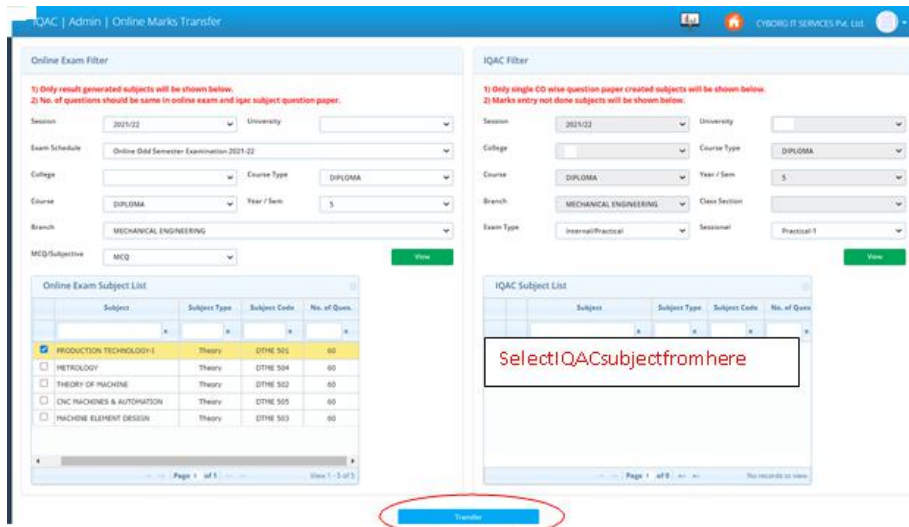 IQAC | Admin | Online Marks Transfer
CYBORG IT SERVICES Pvt. Ltd.
Online Exam Filter
1) Only result generated subjects will be shown below.
2) No. of questions should be same in online exam and iqac subject question paper.
Session 2021/22 University
Exam Schedule Online Odd Semester Examination 2021-22
College Course Type DIPLOMA
Course DIPLOMA Year / Sem 5
Branch MECHANICAL ENGINEERING
MCQ/Subjective MCQ View
Online Exam Subject List
Subject Subject Type Subject Code No. of Ques.
x x x x
PRODUCTION TECHNOLOGY-I Theory DTME 501 60
METROLOGY Theory DTME 504 60
THEORY OF MACHINE Theory DTME 502 60
CNC MACHINES & AUTOMATION Theory DTME 505 60
MACHINE ELEMENT DESIGN Theory DTME 503 60
Page 1 of 1 View 1 - 5 of 5
IQAC Filter
1) Only single CO wise question paper created subjects will be shown below.
2) Marks entry not done subjects will be shown below.
Session 2021/22 University
College Course Type DIPLOMA
Course DIPLOMA Year / Sem 5
Branch MECHANICAL ENGINEERING Class Section
Exam Type Internal/Practical Sessional Practical-1
View
IQAC Subject List
Subject Subject Type Subject Code No. of Ques
x x x
SelectIQACsubjectfromhere
Page 1 of 0 No records to view
Transfer